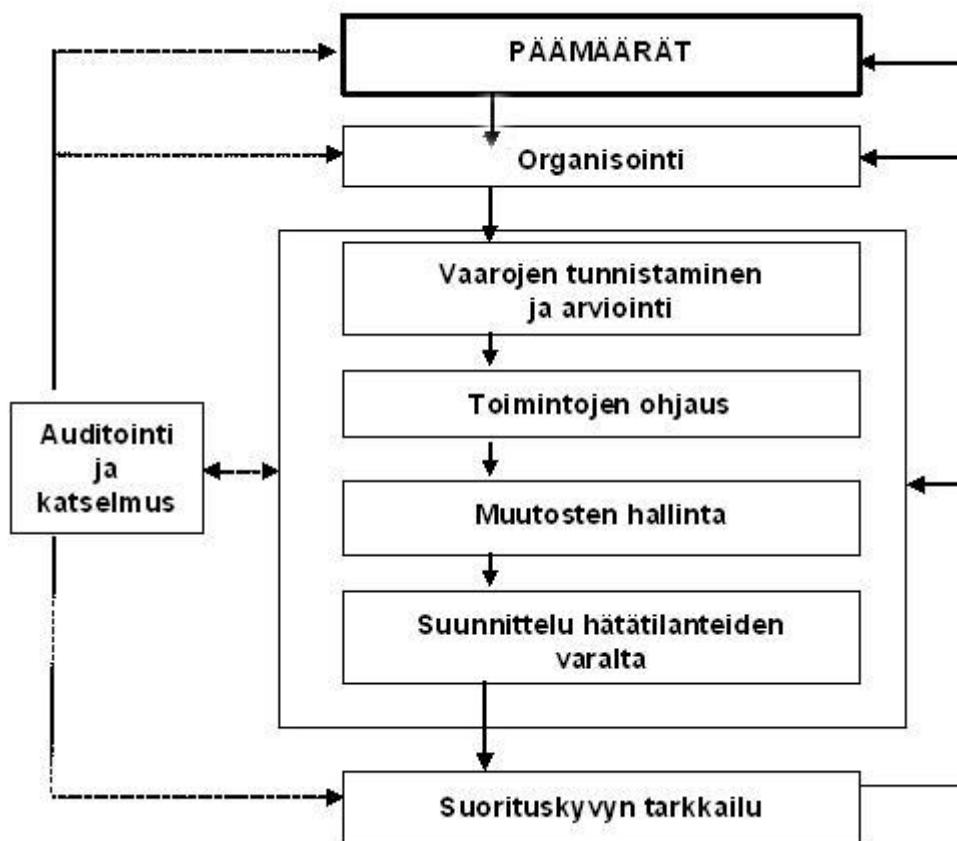 PÄÄMÄÄRÄT
Organisointi
Vaarojen tunnistaminen
ja arviointi
Toimintojen ohjaus
Auditointi
ja
katselmus
Muutosten hallinta
Suunnittelu hätätilanteiden
varalta
Suorituskyvyn tarkkailu